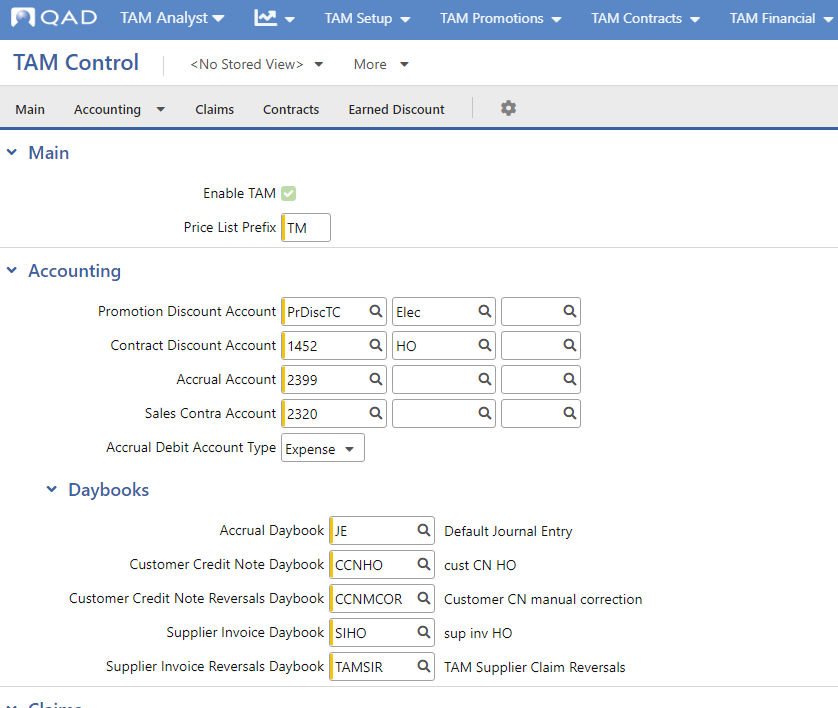 QAD TAM Analyst TAM Setup TAM Promotions TAM Contracts TAM Financial
TAM Control <No Stored View> More
Main Accounting Claims Contracts Earned Discount
Main
Enable TAM
Price List Prefix TM
Accounting
Promotion Discount Account PrDiscTC Elec
Contract Discount Account 1452 HO
Accrual Account 2399
Sales Contra Account 2320
Accrual Debit Account Type Expense
Daybooks
Accrual Daybook JE Default Journal Entry
Customer Credit Note Daybook CCNHO cust CN HO
Customer Credit Note Reversals Daybook CCNMCOR Customer CN manual correction
Supplier Invoice Daybook SIHO sup inv HO
Supplier Invoice Reversals Daybook TAMSIR TAM Supplier Claim Reversals
Claims